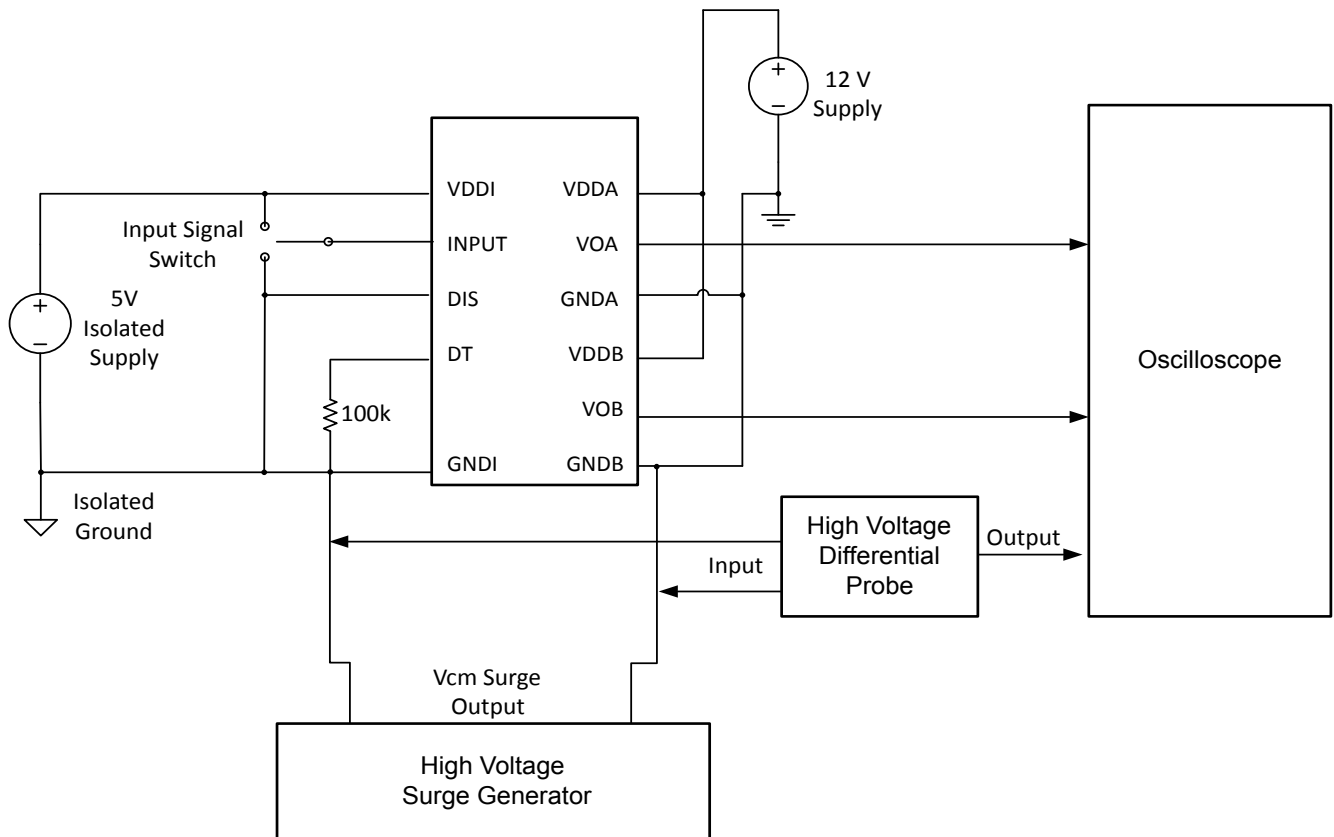 12 V
Supply
VDDI
VDDA
Input Signal
Switch
INPUT
VOA
5V
Isolated
Supply
DIS
GNDA
DT
VDDB
Oscilloscope
100k
VOB
GNDI
GNDB
Isolated
Ground
High Voltage
Differential
Probe
Output
Input
Vcm Surge
Output
High Voltage
Surge Generator